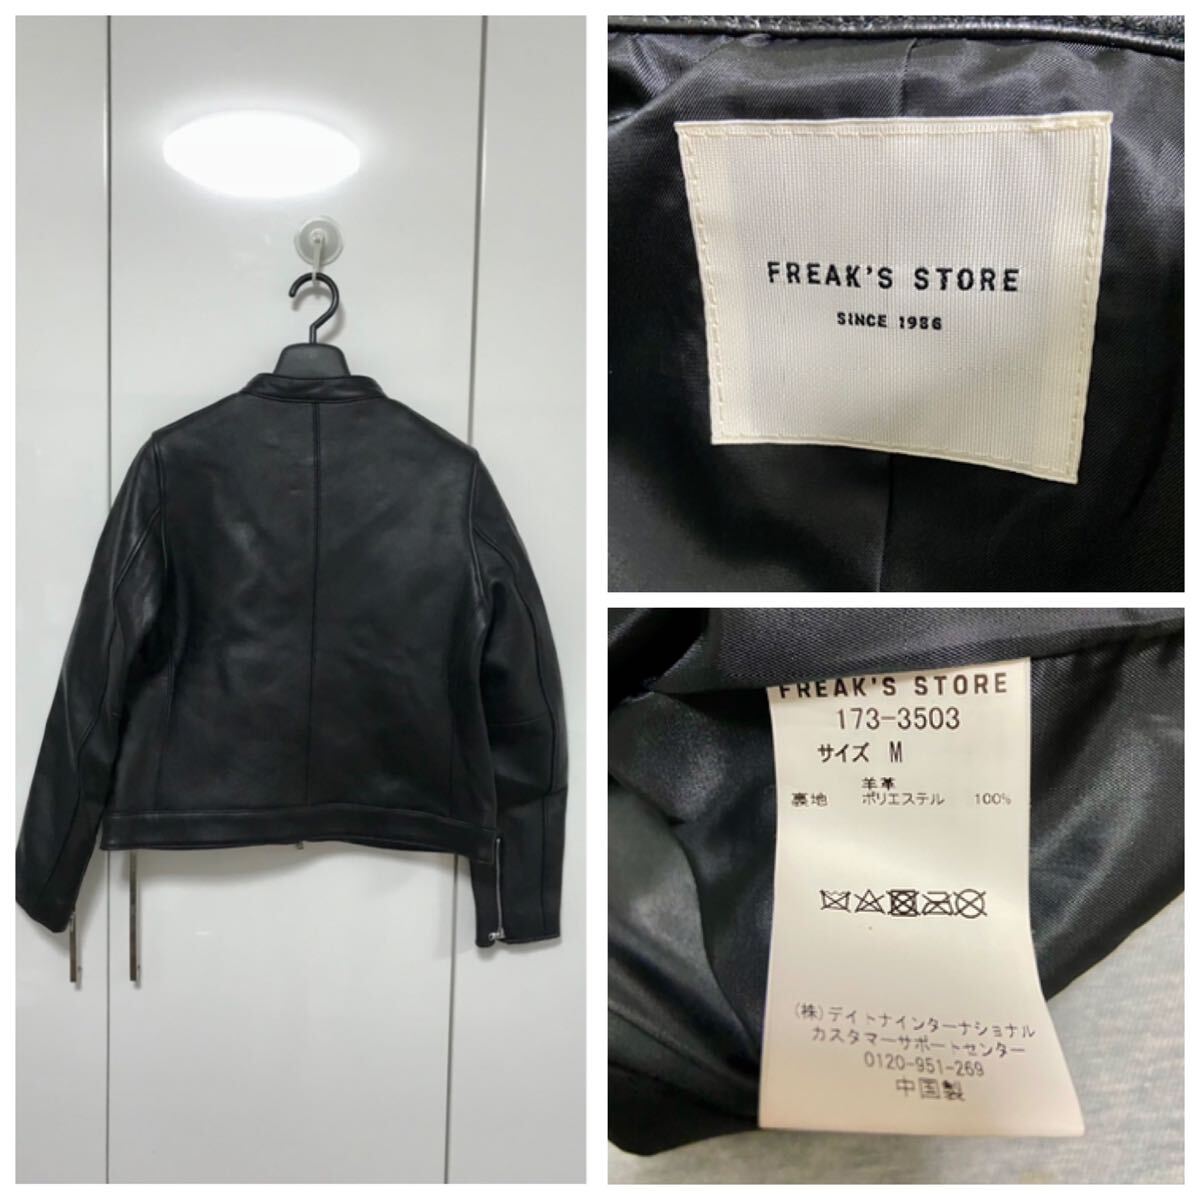 FREAK'S STORE
SINCE 1986
FREAK'S STORE
173-3503
サイズ M
羊革
裏地 ポリエステル 100%
(株)デイトナインターナショナル
カスタマーサポートセンター
0120-951-269
中国製